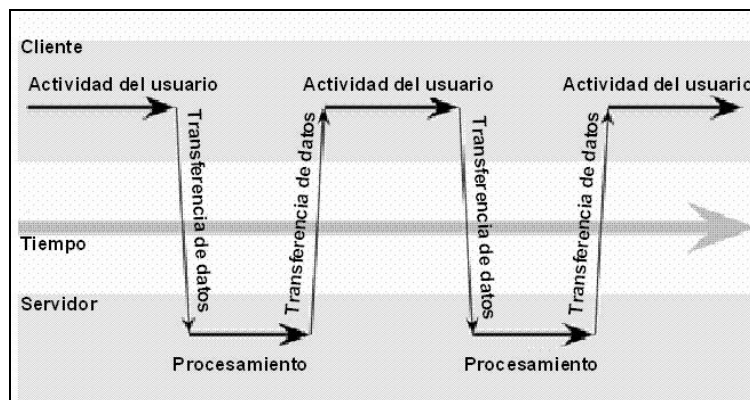 Cliente
Actividad del usuario
Actividad del usuario
Actividad del usuario
Transferencia de datos
Transferencia de datos
Transferencia de datos
Transferencia de datos
Tiempo
Servidor
Procesamiento
Procesamiento